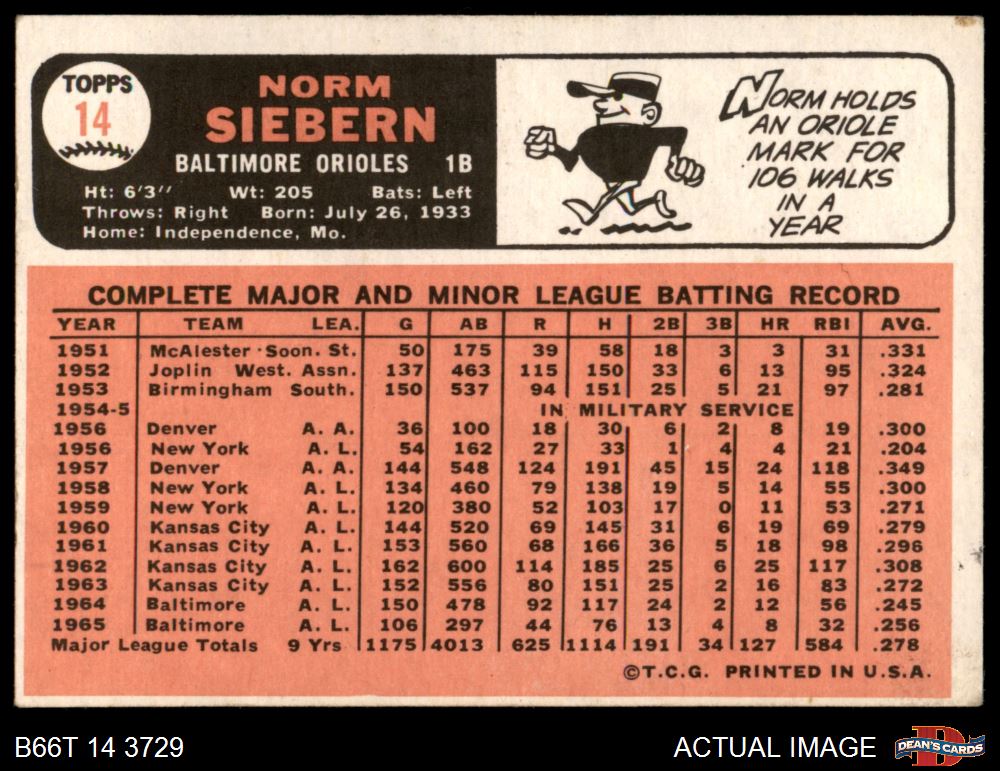 TOPPS
14
NORM
SIEBERN
BALTIMORE ORIOLES 1B
Ht: 6'3'' Wt: 205 Bats: Left
Throws: Right Born: July 26, 1933
Home: Independence, Mo.
NORM HOLDS
AN ORIOLE
MARK FOR
106 WALKS
IN A
YEAR
COMPLETE MAJOR AND MINOR LEAGUE BATTING RECORD
YEAR TEAM LEA. G AB R H 2B 3B HR RBI AVG.
1951 McAlester Soon. St. 50 175 39 58 18 3 3 31 .331
1952 Joplin West. Assn. 137 463 115 150 33 6 13 95 .324
1953 Birmingham South. 150 537 94 151 25 5 21 97 .281
1954-5 IN MILITARY SERVICE
1956 Denver A. A. 36 100 18 30 6 2 8 19 .300
1956 New York A. L. 54 162 27 33 1 4 4 21 .204
1957 Denver A. A. 144 548 124 191 45 15 24 118 .349
1958 New York A. L. 134 460 79 138 19 5 14 55 .300
1959 New York A. L. 120 380 52 103 17 0 11 53 .271
1960 Kansas City A. L. 144 520 69 145 31 6 19 69 .279
1961 Kansas City A. L. 153 560 68 166 36 5 18 98 .296
1962 Kansas City A. L. 162 600 114 185 25 6 25 117 .308
1963 Kansas City A. L. 152 556 80 151 25 2 16 83 .272
1964 Baltimore A. L. 150 478 92 117 24 2 12 56 .245
1965 Baltimore A. L. 106 297 44 76 13 4 8 32 .256
Major League Totals 9 Yrs 1175 4013 625 1114 191 34 127 584 .278
©T.C.G. PRINTED IN U.S.A.
B66T 14 3729 ACTUAL IMAGE DEAN'S CARDS